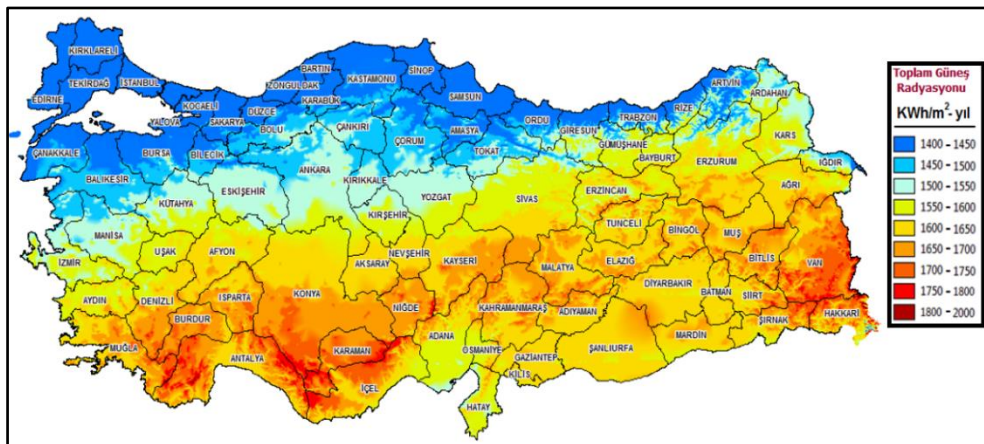 KIRKLARELİ
TEKİRDAĞ
İSTANBUL
EDİRNE
KOCAELİ
YALOVA
SAKARYA
DÜZCE
ZONGULDAK
BARTIN
KARABÜK
KASTAMONU
SİNOP
SAMSUN
BOLU
ÇANKIRI
ÇORUM
AMASYA
TOKAT
ORDU
GİRESUN
TRABZON
RİZE
ARTVİN
ARDAHAN
GÜMÜŞHANE
BAYBURT
ERZURUM
KARS
IĞDIR
ÇANAKKALE
BALIKESİR
BURSA
BİLECİK
ESKİŞEHİR
KÜTAHYA
ANKARA
KIRIKKALE
KIRŞEHİR
YOZGAT
SİVAS
ERZİNCAN
TUNCELİ
BİNGÖL
MUŞ
AĞRI
MANİSA
İZMİR
UŞAK
AFYON
AKSARAY
NEVŞEHİR
KAYSERİ
MALATYA
ELAZIĞ
BİTLİS
VAN
AYDIN
DENİZLİ
ISPARTA
BURDUR
KONYA
NİĞDE
KAHRAMANMARAŞ
ADIYAMAN
DİYARBAKIR
BATMAN
SİİRT
ŞIRNAK
HAKKARİ
MUĞLA
ANTALYA
KARAMAN
İÇEL
ADANA
OSMANİYE
GAZİANTEP
KİLİS
HATAY
ŞANLIURFA
MARDİN
Toplam Güneş
Radyasyonu
KWh/m²- yıl
1400 - 1450
1450 - 1500
1500 - 1550
1550 - 1600
1600 - 1650
1650 - 1700
1700 - 1750
1750 - 1800
1800 - 2000